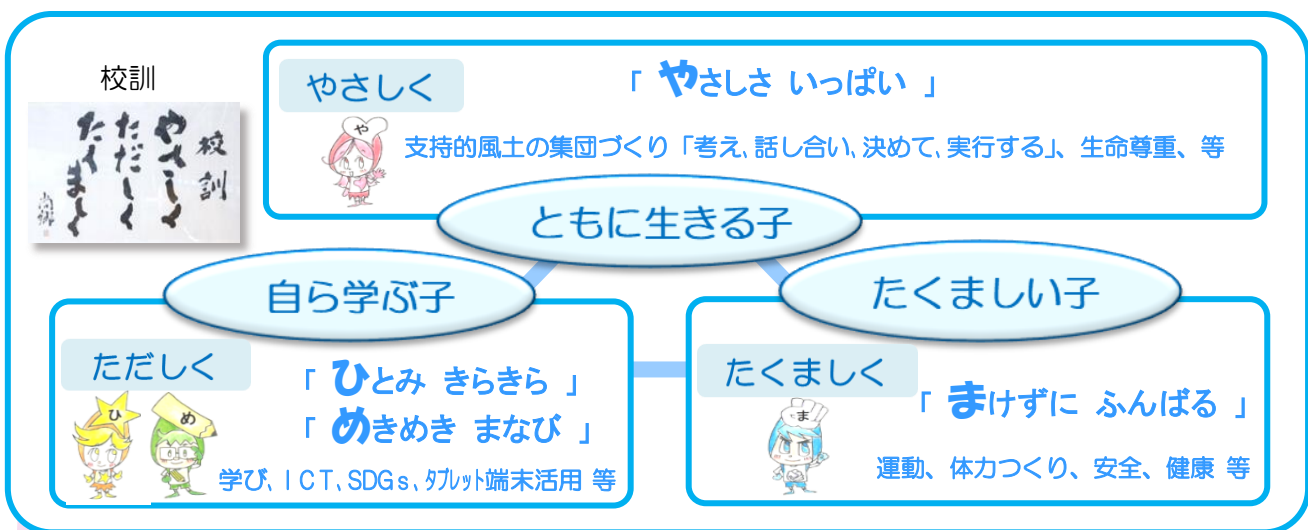 校訓
校訓
やさしく
ただしく
たくましく
やさしく
「 やさしさ いっぱい 」
や
支持的風土の集団づくり「考え､話し合い､決めて､実行する」、生命尊重、等
ともに生きる子
自ら学ぶ子
たくましい子
ただしく
「 ひとみ きらきら 」
「 めきめき まなび 」
ひ
め
学び、ICT、SDGs、ﾀﾌﾞﾚｯﾄ端末活用 等
たくましく
「 まけずに ふんばる 」
ま
運動、体力つくり、安全、健康 等